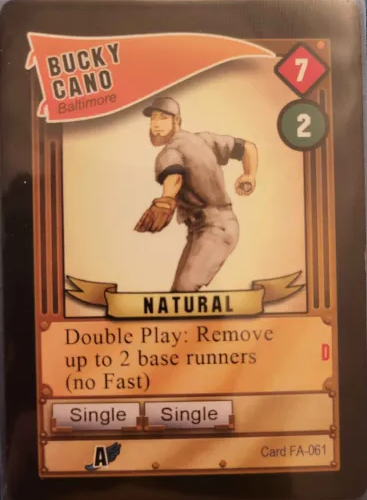 BUCKY
CANO
Baltimore
7
2
NATURAL
Double Play: Remove
up to 2 base runners
(no Fast)
D
Single Single
A
Card FA-061